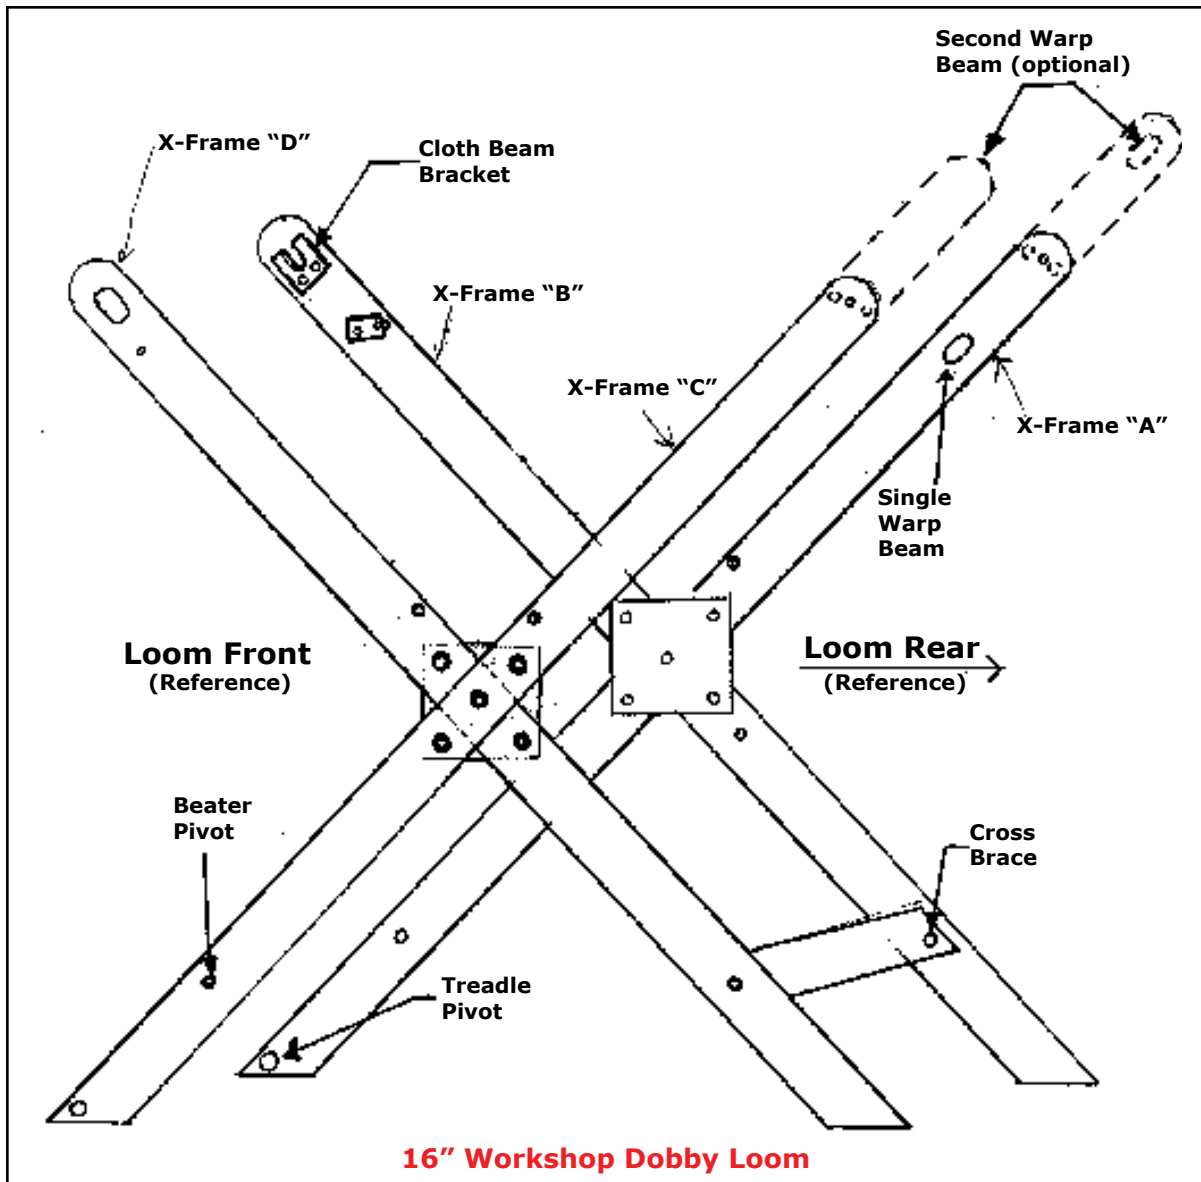 Second Warp
Beam (optional)
X-Frame “D”
Cloth Beam
Bracket
X-Frame “B”
X-Frame “C”
X-Frame “A”
Single
Warp
Beam
Loom Front
(Reference)
Loom Rear
(Reference)
Beater
Pivot
Cross
Brace
Treadle
Pivot
16” Workshop Dobby Loom